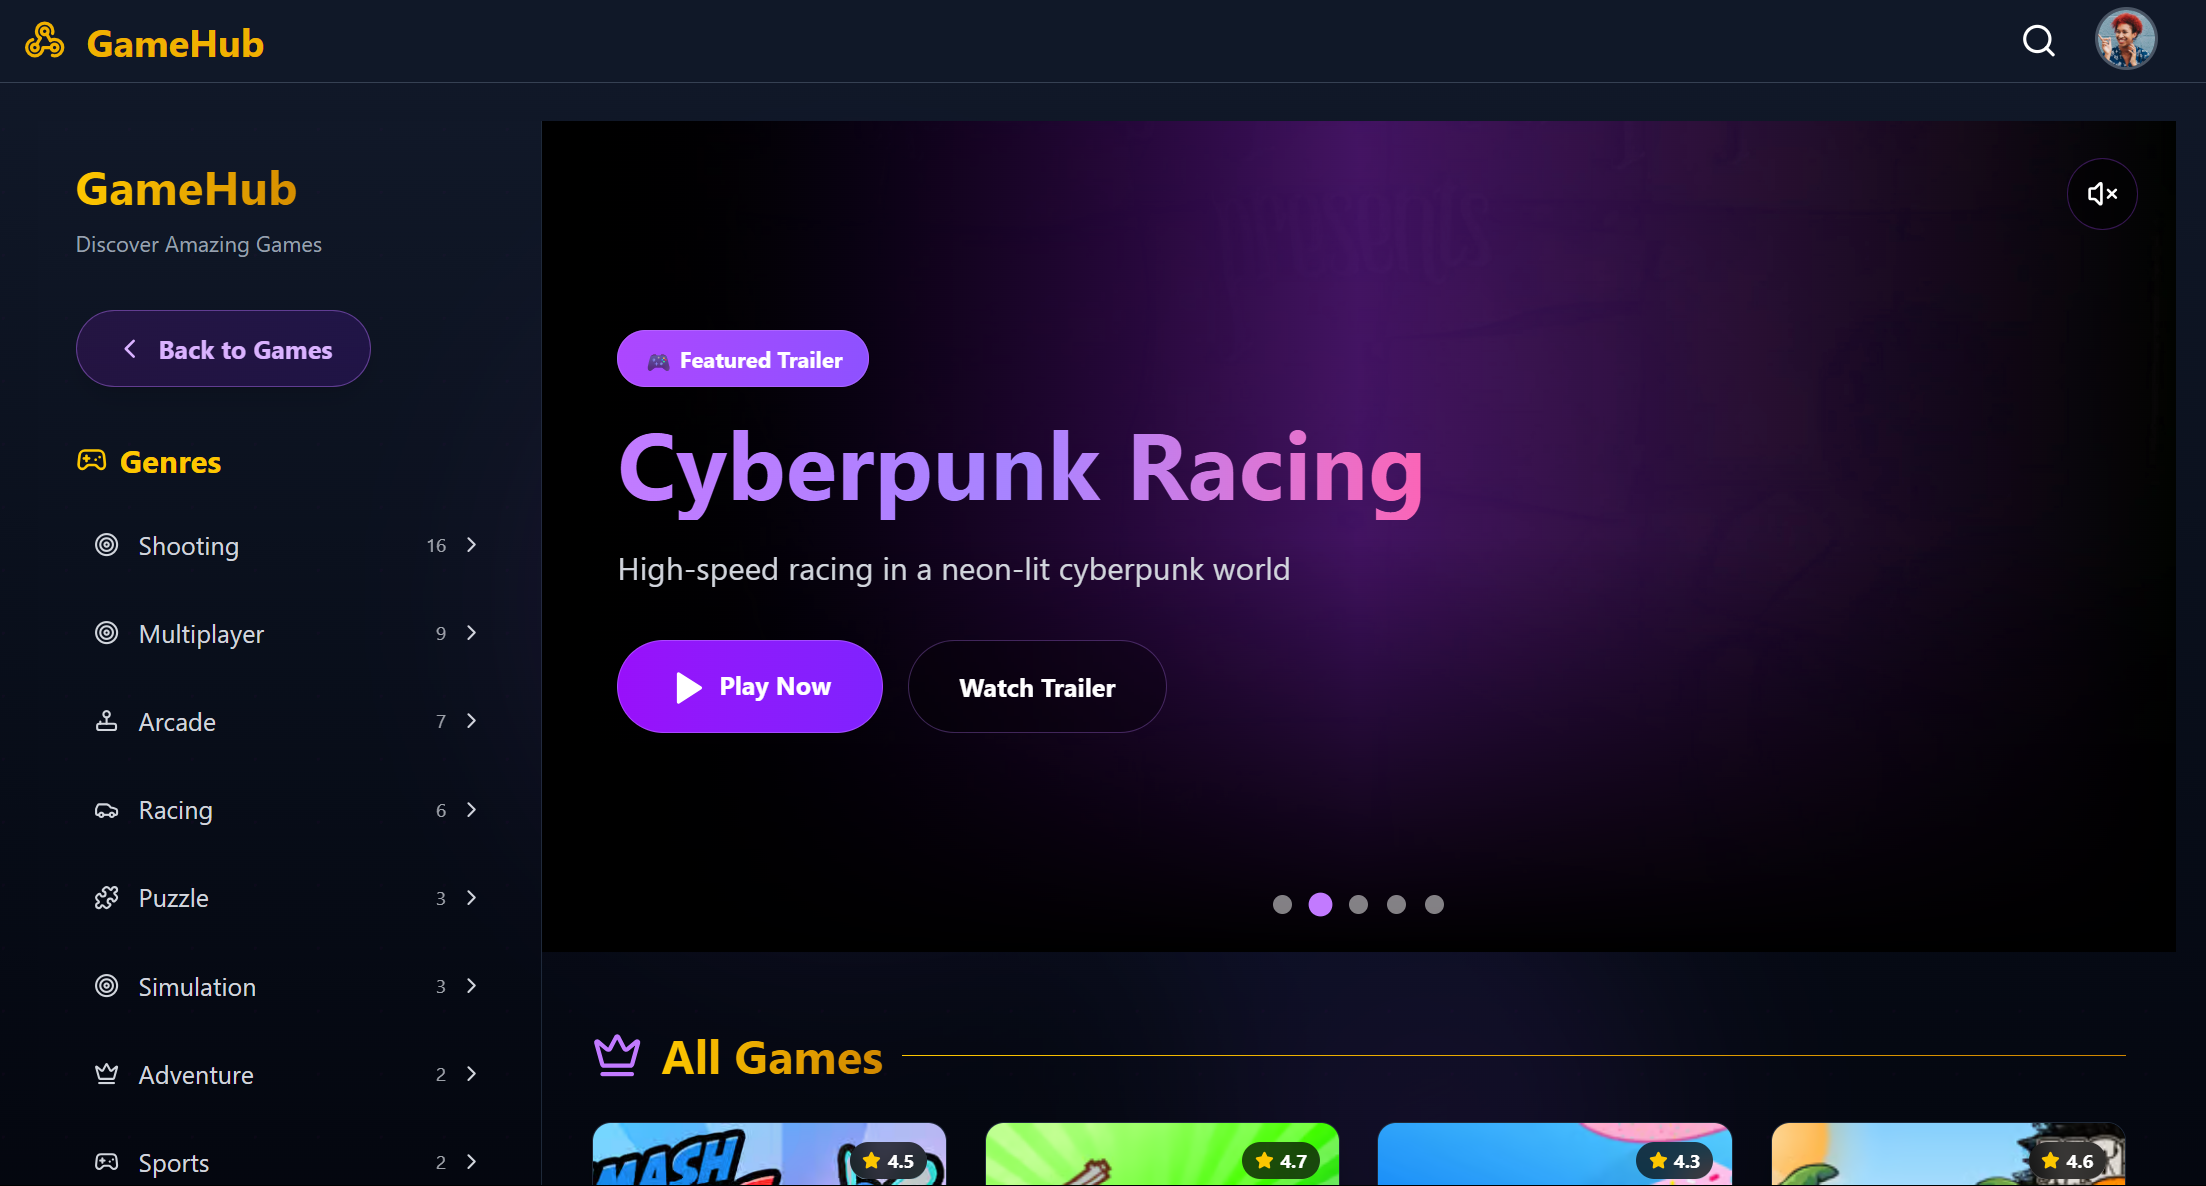 GameHub
GameHub
Discover Amazing Games
Back to Games
Genres
Shooting 16
Multiplayer 9
Arcade 7
Racing 6
Puzzle 3
Simulation 3
Adventure 2
Sports 2
presents
Featured Trailer
Cyberpunk Racing
High-speed racing in a neon-lit cyberpunk world
Play Now
Watch Trailer
All Games
MASH
4.5
4.7
4.3
4.6